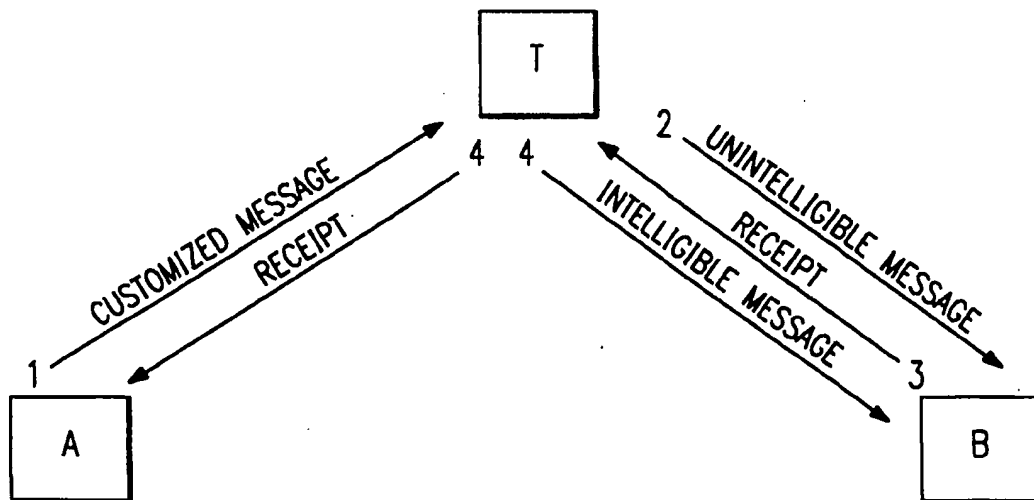 T
2
4 4
UNINTELLIGIBLE MESSAGE
CUSTOMIZED MESSAGE
RECEIPT
RECEIPT
INTELLIGIBLE MESSAGE
1
3
A
B